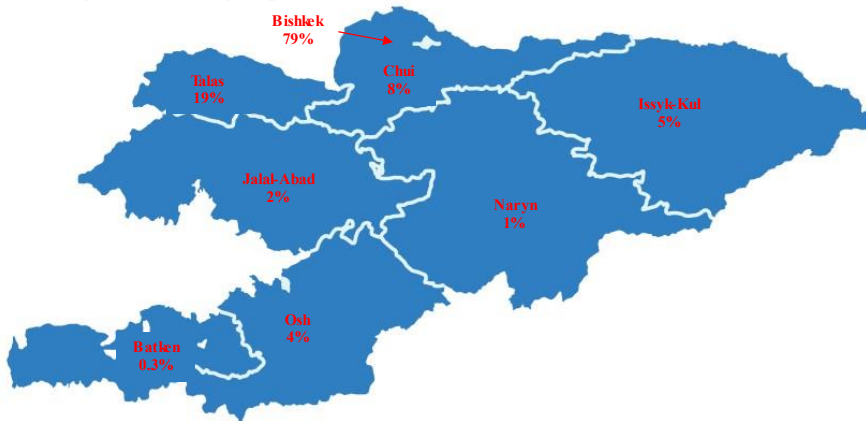 Bishkek
79%
Talas
19%
Chui
8%
Issyk-Kul
5%
Jalal-Abad
2%
Naryn
1%
Osh
4%
Batken
0.3%